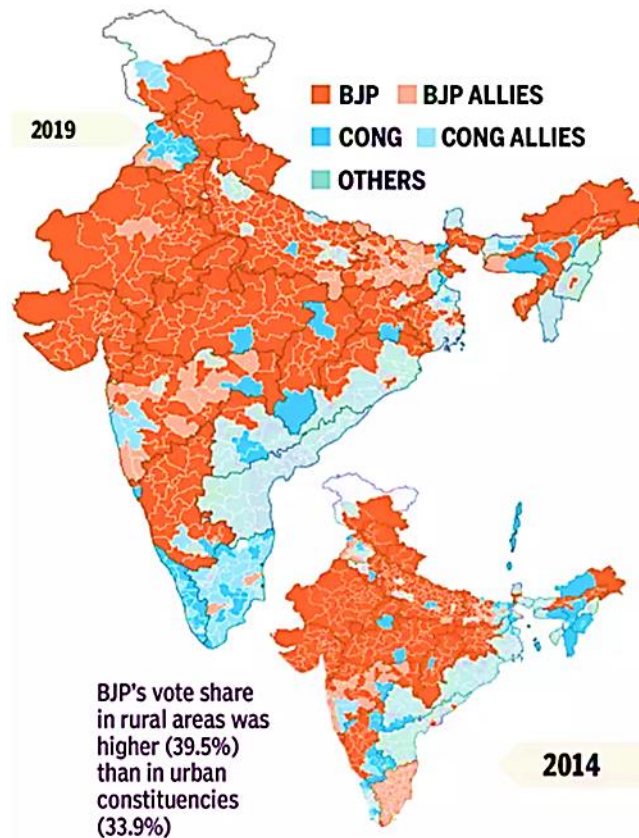 2019
BJP BJP ALLIES
CONG CONG ALLIES
OTHERS
BJP's vote share
in rural areas was
higher (39.5%)
than in urban
constituencies
(33.9%)
2014